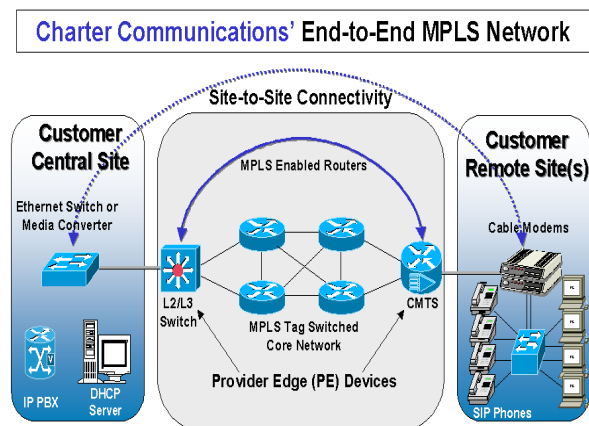 Charter Communications’ End-to-End MPLS Network
Site-to-Site Connectivity
Customer
Central Site
Ethernet Switch or
Media Converter
IP PBX
DHCP
Server
MPLS Enabled Routers
L2/L3
Switch
MPLS Tag Switched
Core Network
CMTS
Provider Edge (PE) Devices
Customer
Remote Site(s)
Cable Modems
SIP Phones